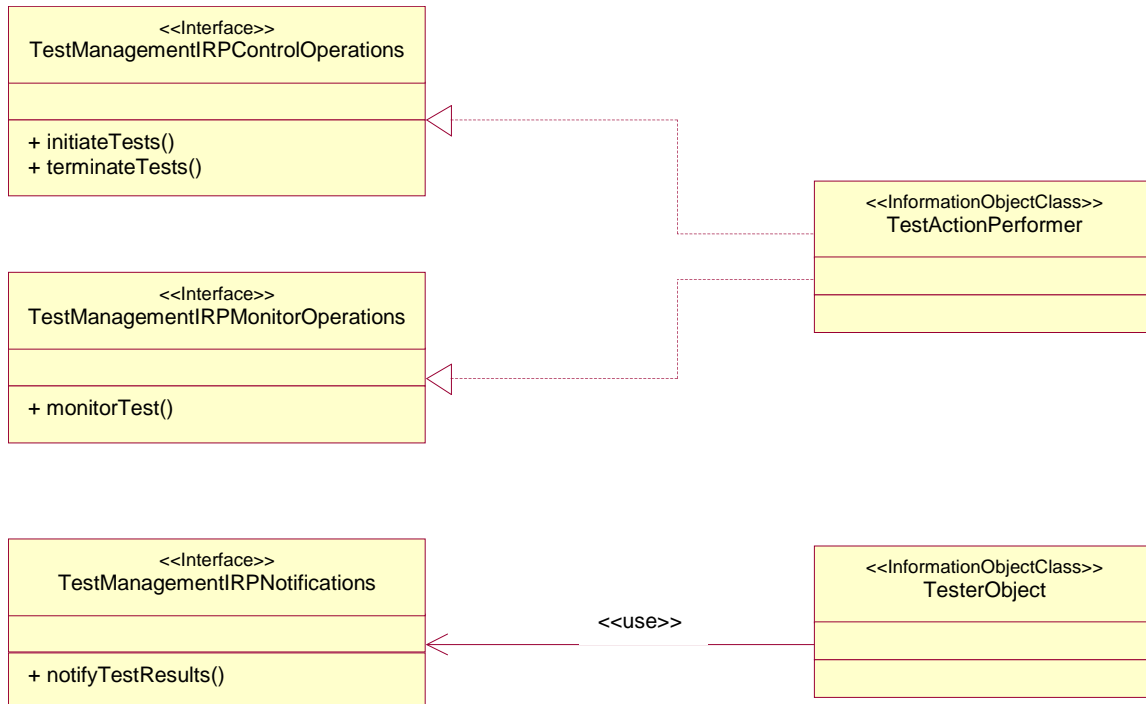 <<Interface>>
TestManagementIRPControlOperations
+ initiateTests()
+ terminateTests()
<<InformationObjectClass>>
TestActionPerformer
<<Interface>>
TestManagementIRPMonitorOperations
+ monitorTest()
<<Interface>>
TestManagementIRPNotifications
+ notifyTestResults()
<<use>>
<<InformationObjectClass>>
TesterObject